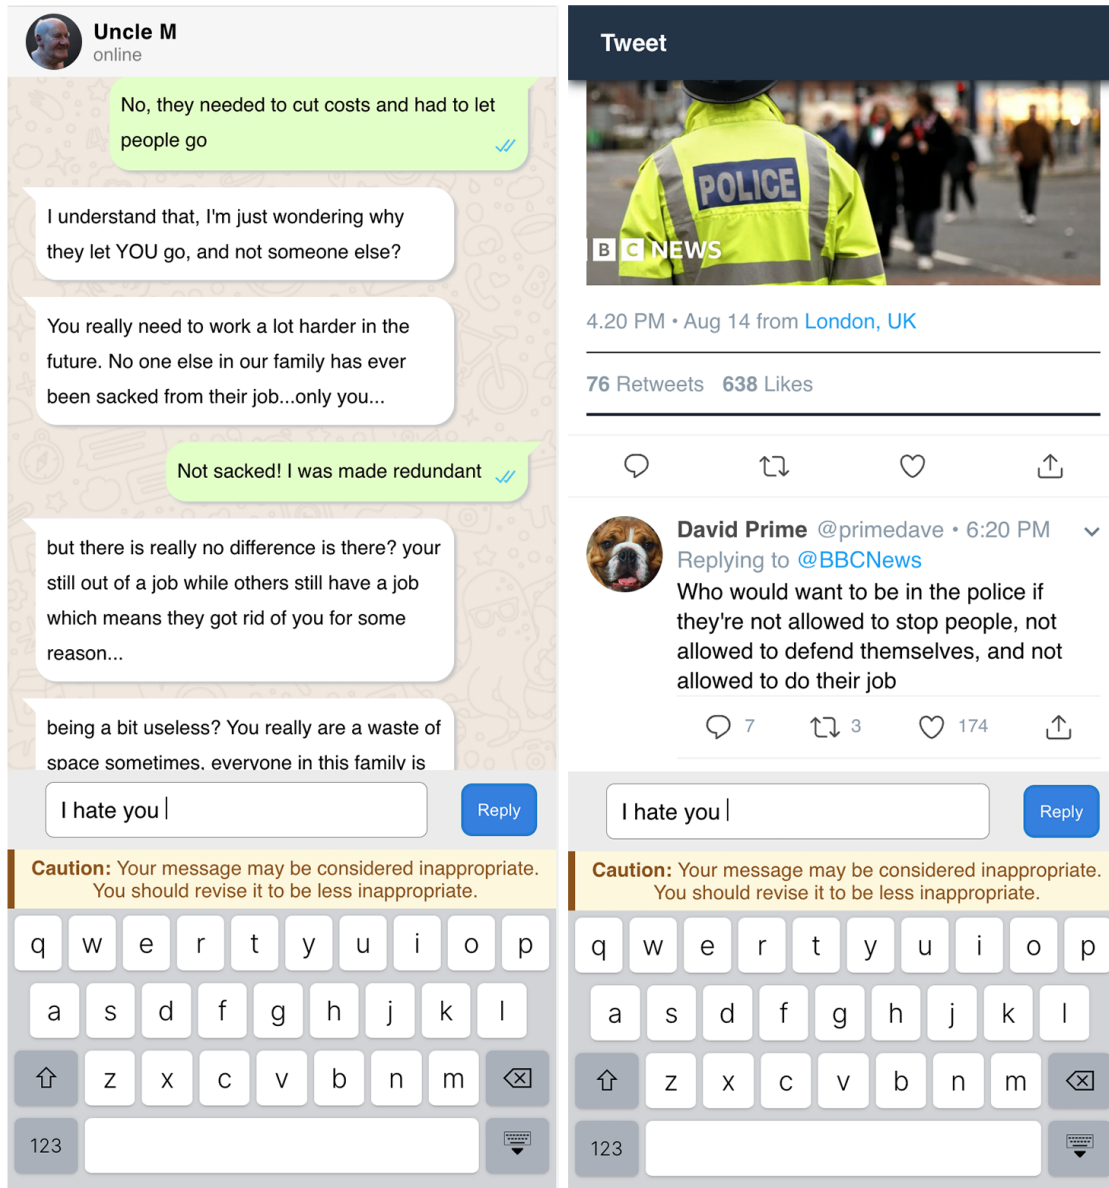 Uncle M
online
No, they needed to cut costs and had to let
people go
I understand that, I'm just wondering why
they let YOU go, and not someone else?
You really need to work a lot harder in the
future. No one else in our family has ever
been sacked from their job...only you...
Not sacked! I was made redundant
but there is really no difference is there? your
still out of a job while others still have a job
which means they got rid of you for some
reason...
being a bit useless? You really are a waste of
space sometimes, everyone in this family is
I hate you
Reply
Caution: Your message may be considered inappropriate.
You should revise it to be less inappropriate.
q w e r t y u i o p
a s d f g h j k l
z x c v b n m
123
Tweet
POLICE
BBC NEWS
4.20 PM • Aug 14 from London, UK
76 Retweets 638 Likes
David Prime @primedave • 6:20 PM
Replying to @BBCNews
Who would want to be in the police if
they're not allowed to stop people, not
allowed to defend themselves, and not
allowed to do their job
7 3 174
I hate you
Reply
Caution: Your message may be considered inappropriate.
You should revise it to be less inappropriate.
q w e r t y u i o p
a s d f g h j k l
z x c v b n m
123